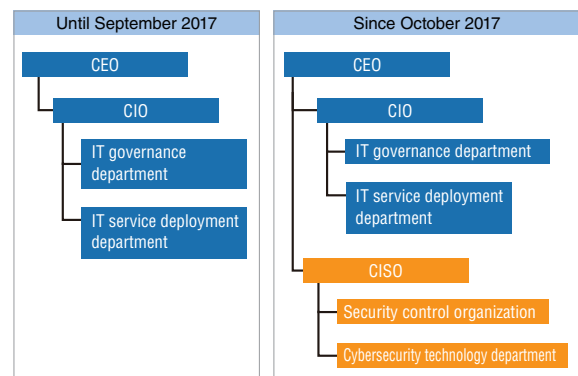 Until September 2017
CEO
CIO
IT governance
department
IT service deployment
department
Since October 2017
CEO
CIO
IT governance department
IT service deployment
department
CISO
Security control organization
Cybersecurity technology department